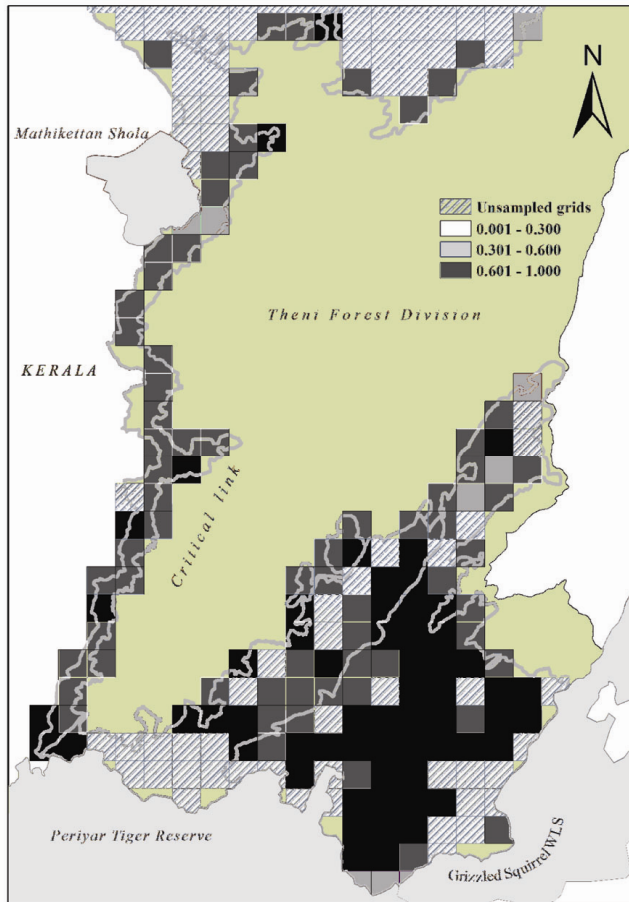 N
Mathikettan Shola
Unsampled grids
0.001 - 0.300
0.301 - 0.600
0.601 - 1.000
Theni Forest Division
KERALA
Critical link
Periyar Tiger Reserve
Grizzled Squirrel WLS